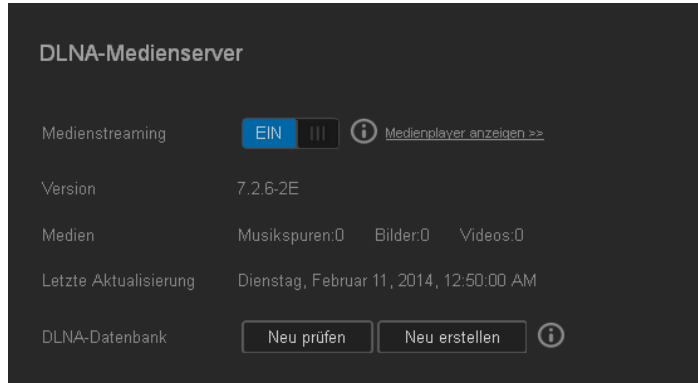 DLNA-Medienserver
Medienstreaming EIN Medienplayer anzeigen >>
Version 7.2.6-2E
Medien Musikspuren:0 Bilder:0 Videos:0
Letzte Aktualisierung Dienstag, Februar 11, 2014, 12:50:00 AM
DLNA-Datenbank Neu prüfen Neu erstellen